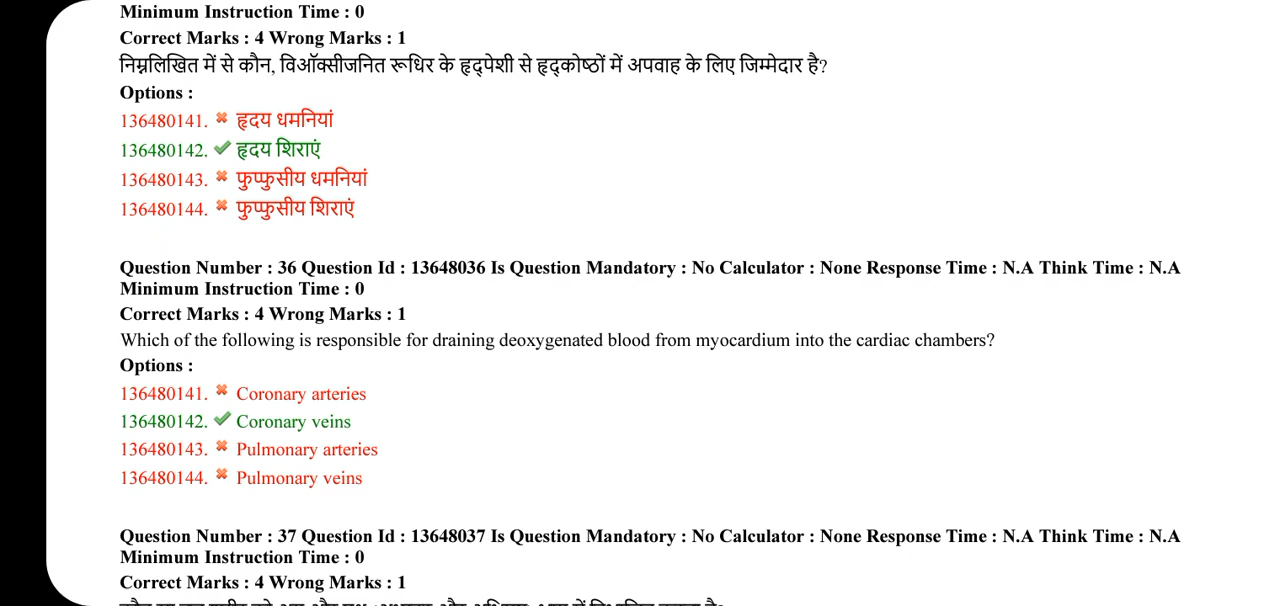 Minimum Instruction Time : 0
Correct Marks : 4 Wrong Marks : 1
निम्नलिखित में से कौन, विऑक्सीजनित रूधिर के हृद्पेशी से हृद्कोष्ठों में अपवाह के लिए जिम्मेदार है?
Options :
136480141. ✖ हृदय धमनियां
136480142. ✔ हृदय शिराएं
136480143. ✖ फुप्फुसीय धमनियां
136480144. ✖ फुप्फुसीय शिराएं
Question Number : 36 Question Id : 13648036 Is Question Mandatory : No Calculator : None Response Time : N.A Think Time : N.A
Minimum Instruction Time : 0
Correct Marks : 4 Wrong Marks : 1
Which of the following is responsible for draining deoxygenated blood from myocardium into the cardiac chambers?
Options :
136480141. ✖ Coronary arteries
136480142. ✔ Coronary veins
136480143. ✖ Pulmonary arteries
136480144. ✖ Pulmonary veins
Question Number : 37 Question Id : 13648037 Is Question Mandatory : No Calculator : None Response Time : N.A Think Time : N.A
Minimum Instruction Time : 0
Correct Marks : 4 Wrong Marks : 1